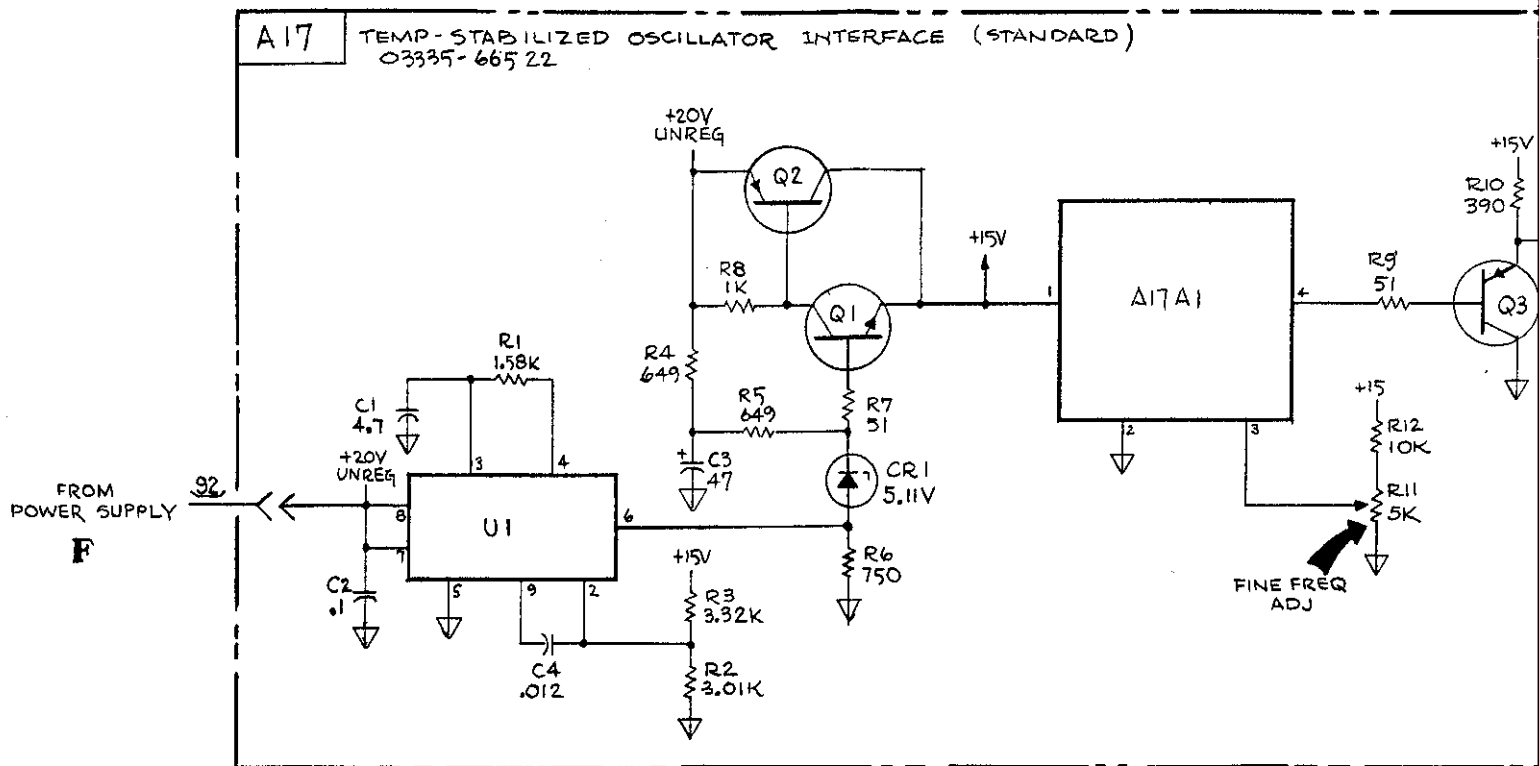 A17
TEMP-STABILIZED OSCILLATOR INTERFACE (STANDARD)
03335-66522
+20V
UNREG
Q2
+15V
R10
390
R8
1K
Q1
+15V
1
A17A1
4
R9
51
Q3
R1
1.58K
R4
649
R5
649
R7
51
C1
4.7
2
3
+15
R12
10K
+20V
UNREG
3
4
+
C3
47
CR1
5.11V
R11
5K
FROM
POWER SUPPLY
F
92
8
7
U1
6
C2
.1
5
9
2
+15V
R3
3.32K
R6
750
FINE FREQ
ADJ
C4
.012
R2
3.01K